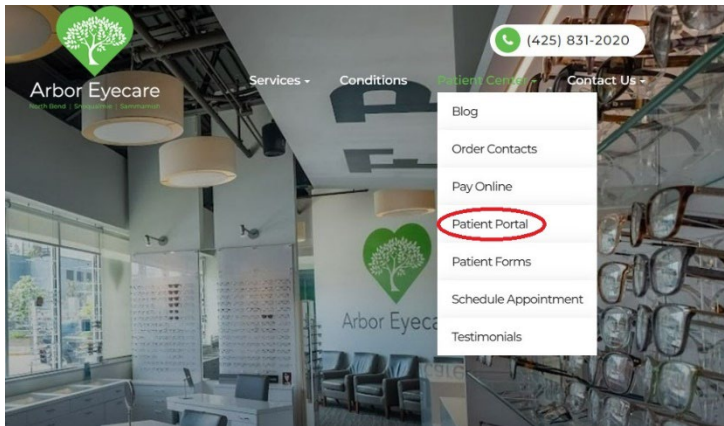 (425) 831-2020
Arbor Eyecare
North Bend | Snoqualmie | Sammamish
Services
Conditions
Patient Center
Contact Us
Blog
Order Contacts
Pay Online
Patient Portal
Patient Forms
Schedule Appointment
Testimonials
Arbor Eyeca